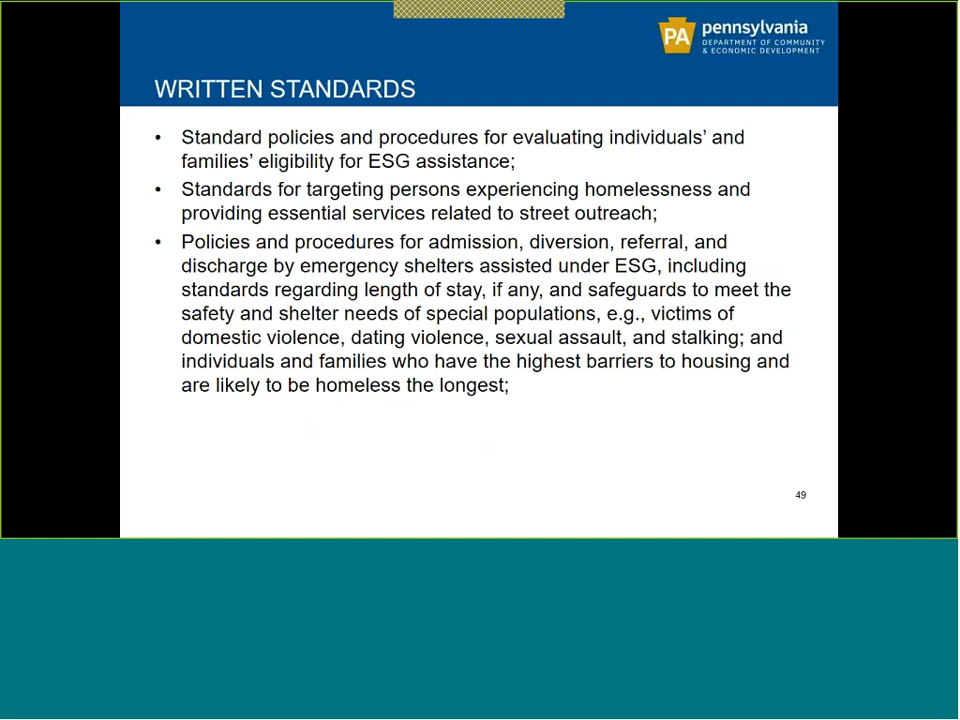 PA pennsylvania
DEPARTMENT OF COMMUNITY
& ECONOMIC DEVELOPMENT
WRITTEN STANDARDS
• Standard policies and procedures for evaluating individuals’ and
families’ eligibility for ESG assistance;
• Standards for targeting persons experiencing homelessness and
providing essential services related to street outreach;
• Policies and procedures for admission, diversion, referral, and
discharge by emergency shelters assisted under ESG, including
standards regarding length of stay, if any, and safeguards to meet the
safety and shelter needs of special populations, e.g., victims of
domestic violence, dating violence, sexual assault, and stalking; and
individuals and families who have the highest barriers to housing and
are likely to be homeless the longest;
49